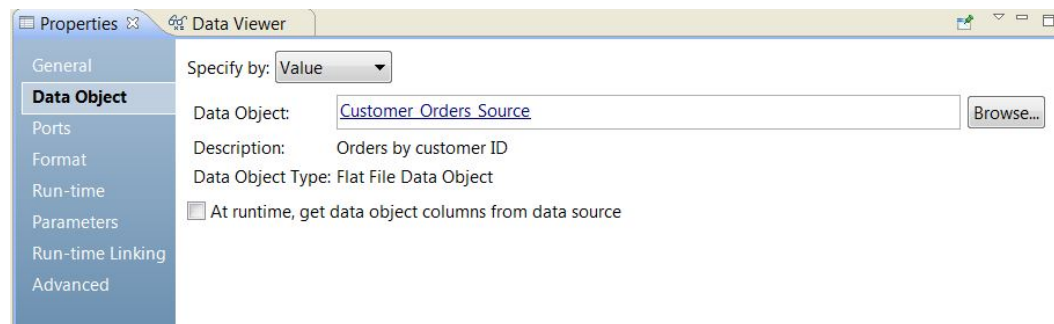 Properties Data Viewer
General
Data Object
Ports
Format
Run-time
Parameters
Run-time Linking
Advanced
Specify by: Value
Data Object: Customer_Orders_Source Browse...
Description: Orders by customer ID
Data Object Type: Flat File Data Object
At runtime, get data object columns from data source